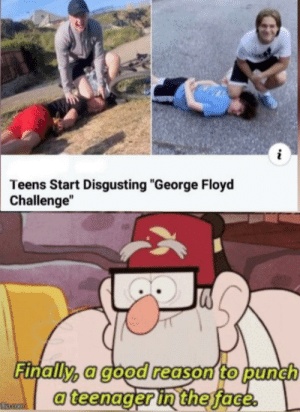 i
Teens Start Disgusting "George Floyd
Challenge"
Finally, a good reason to punch
a teenager in the face.